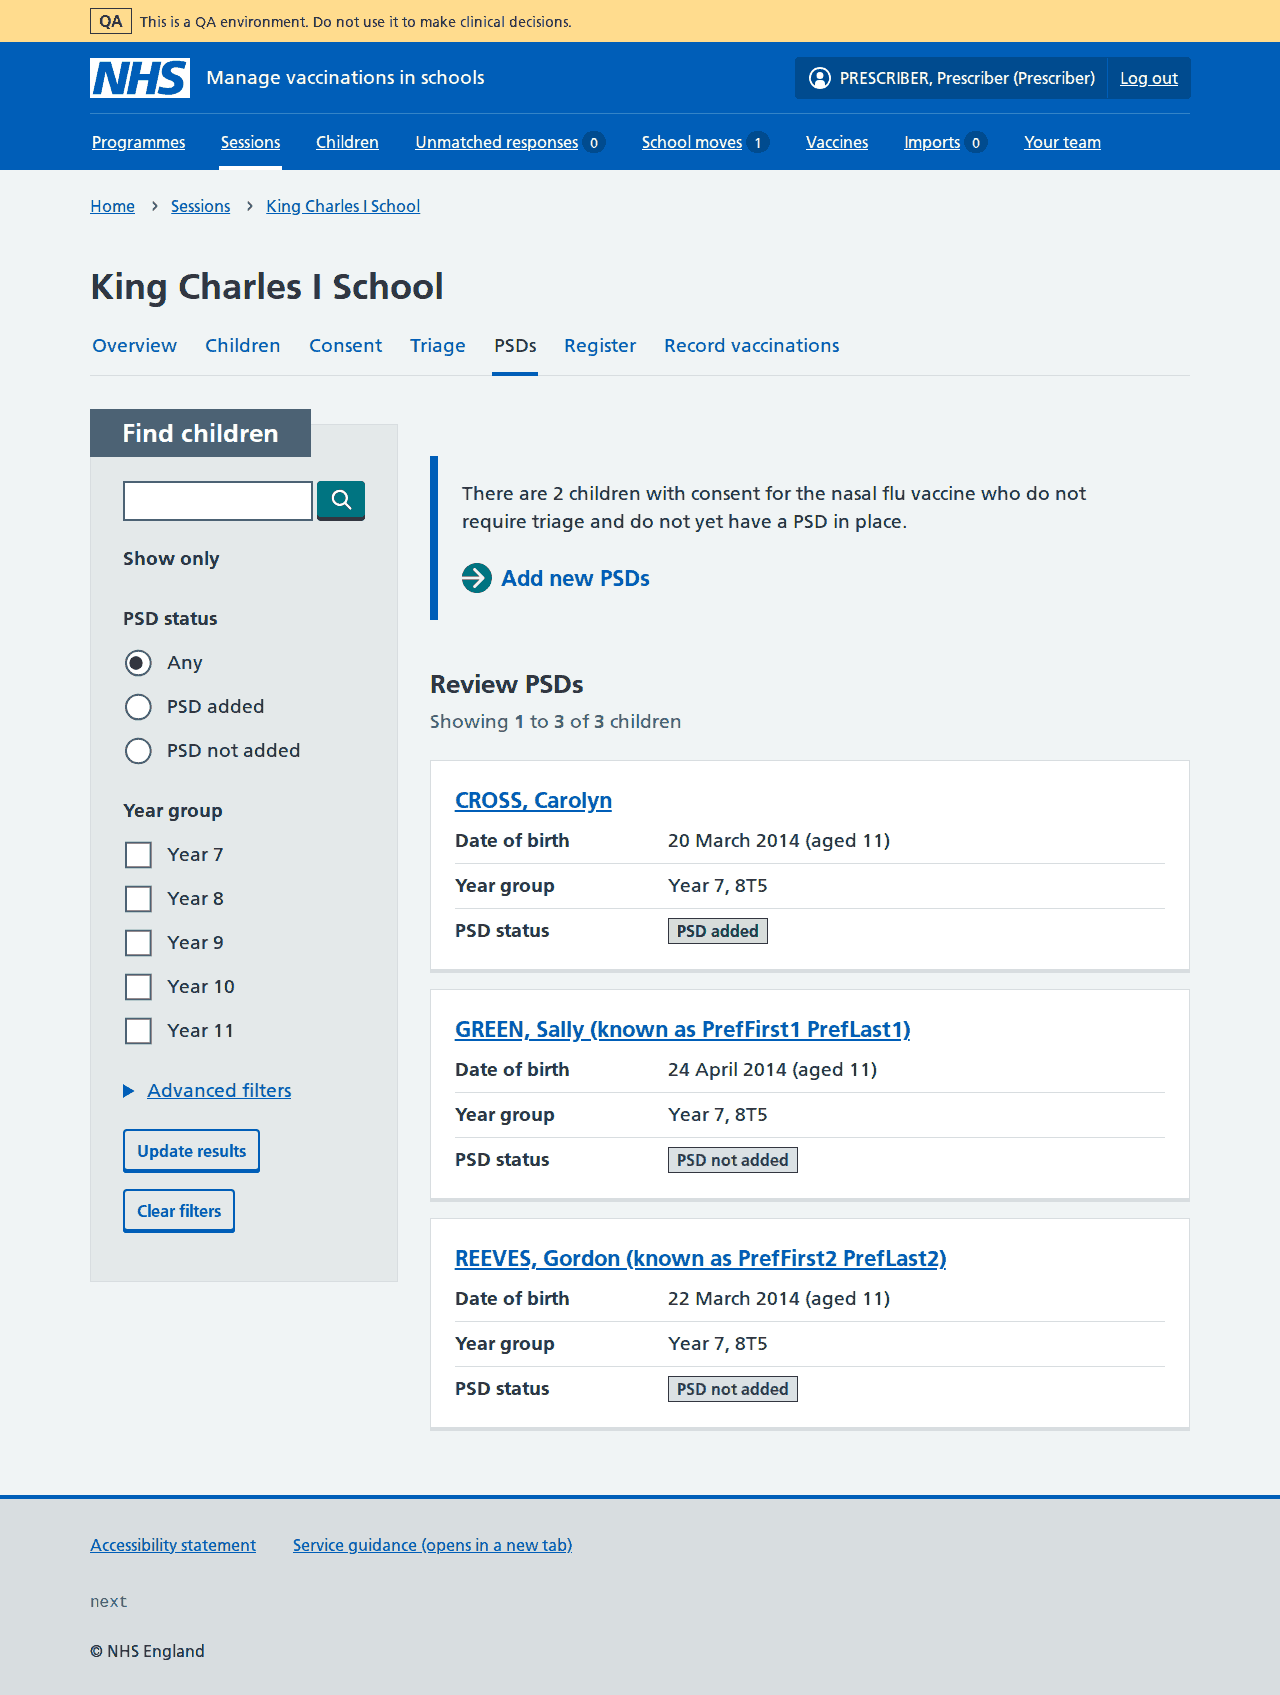 QA This is a QA environment. Do not use it to make clinical decisions.
NHS Manage vaccinations in schools PRESCRIBER, Prescriber (Prescriber) Log out
Programmes Sessions Children Unmatched responses 0 School moves 1 Vaccines Imports 0 Your team
Home Sessions King Charles I School
King Charles I School
Overview Children Consent Triage PSDs Register Record vaccinations
Find children
Show only
PSD status
Any
PSD added
PSD not added
Year group
Year 7
Year 8
Year 9
Year 10
Year 11
Advanced filters
Update results
Clear filters
There are 2 children with consent for the nasal flu vaccine who do not
require triage and do not yet have a PSD in place.
Add new PSDs
Review PSDs
Showing 1 to 3 of 3 children
CROSS, Carolyn
Date of birth 20 March 2014 (aged 11)
Year group Year 7, 8T5
PSD status PSD added
GREEN, Sally (known as PrefFirst1 PrefLast1)
Date of birth 24 April 2014 (aged 11)
Year group Year 7, 8T5
PSD status PSD not added
REEVES, Gordon (known as PrefFirst2 PrefLast2)
Date of birth 22 March 2014 (aged 11)
Year group Year 7, 8T5
PSD status PSD not added
Accessibility statement Service guidance (opens in a new tab)
next
© NHS England